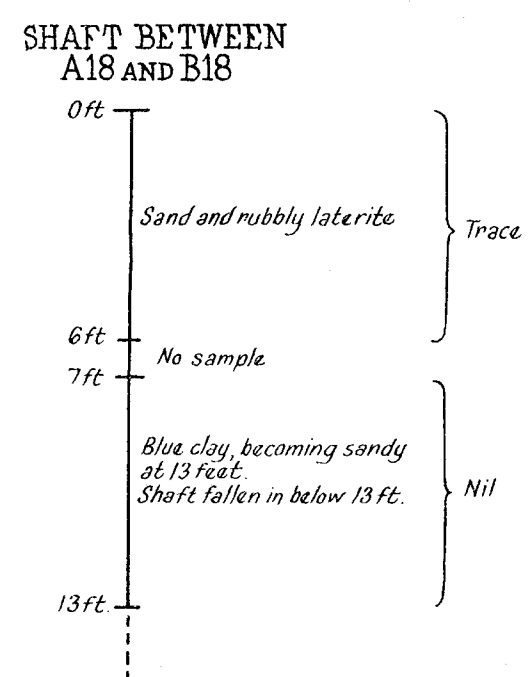 SHAFT BETWEEN
A18 AND B18
0ft
Sand and rubbly laterite
Trace
6ft
No sample
7ft
Blue clay, becoming sandy
at 13 feet.
Shaft fallen in below 13 ft.
Nil
13ft.